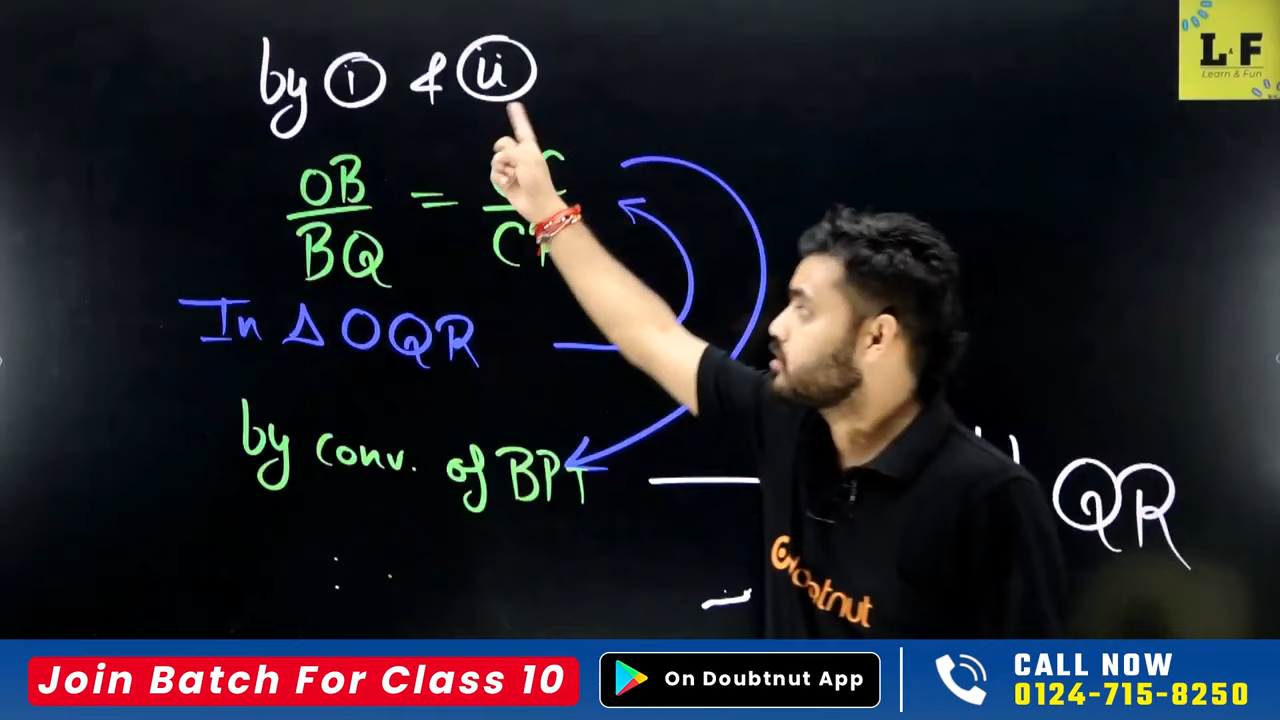 by i & ii
L&F
Learn & Fun
OB
BQ
=
In Δ OQR
by conv. of BPT
QR
doubtnut
Join Batch For Class 10
On Doubtnut App
CALL NOW
0124-715-8250